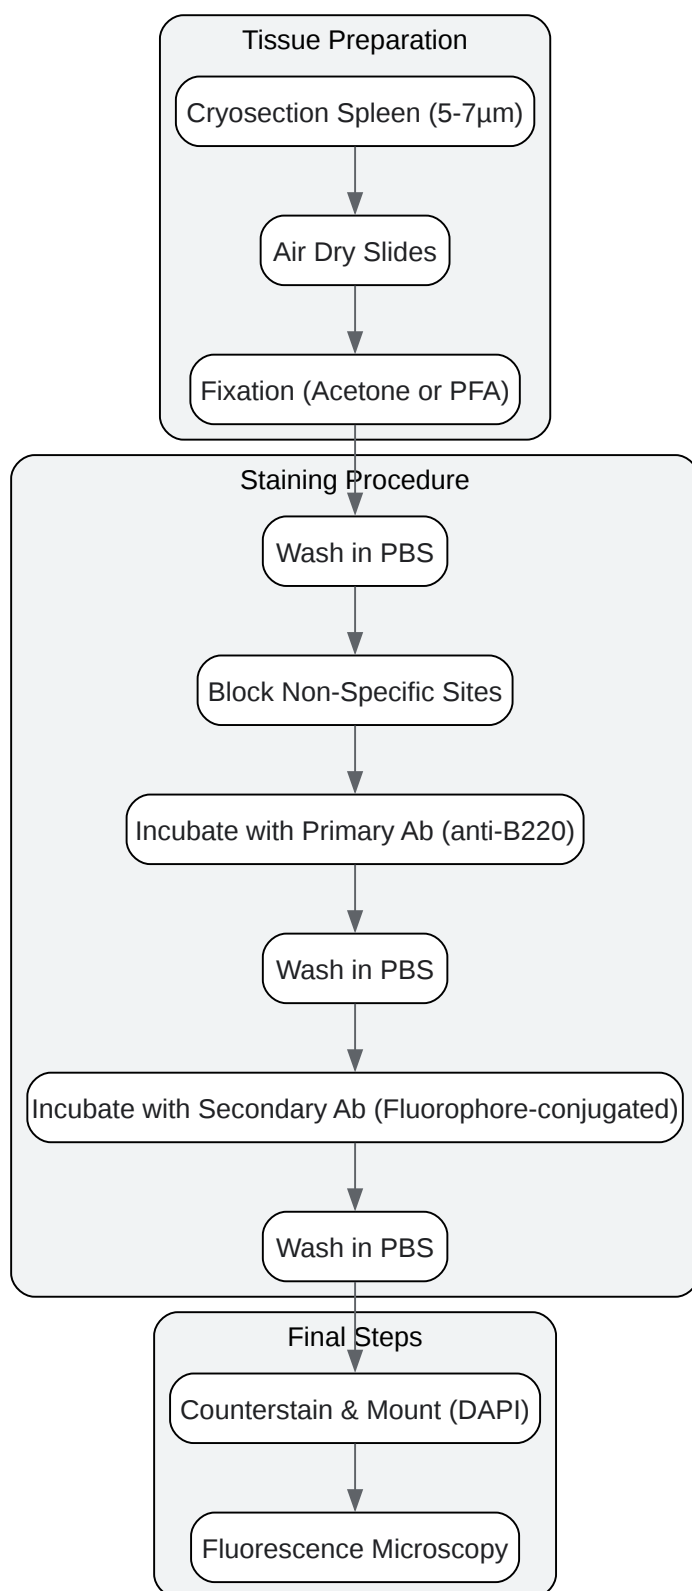 Tissue Preparation
Cryosection Spleen (5-7µm)
Air Dry Slides
Fixation (Acetone or PFA)
Staining Procedure
Wash in PBS
Block Non-Specific Sites
Incubate with Primary Ab (anti-B220)
Wash in PBS
Incubate with Secondary Ab (Fluorophore-conjugated)
Wash in PBS
Final Steps
Counterstain & Mount (DAPI)
Fluorescence Microscopy